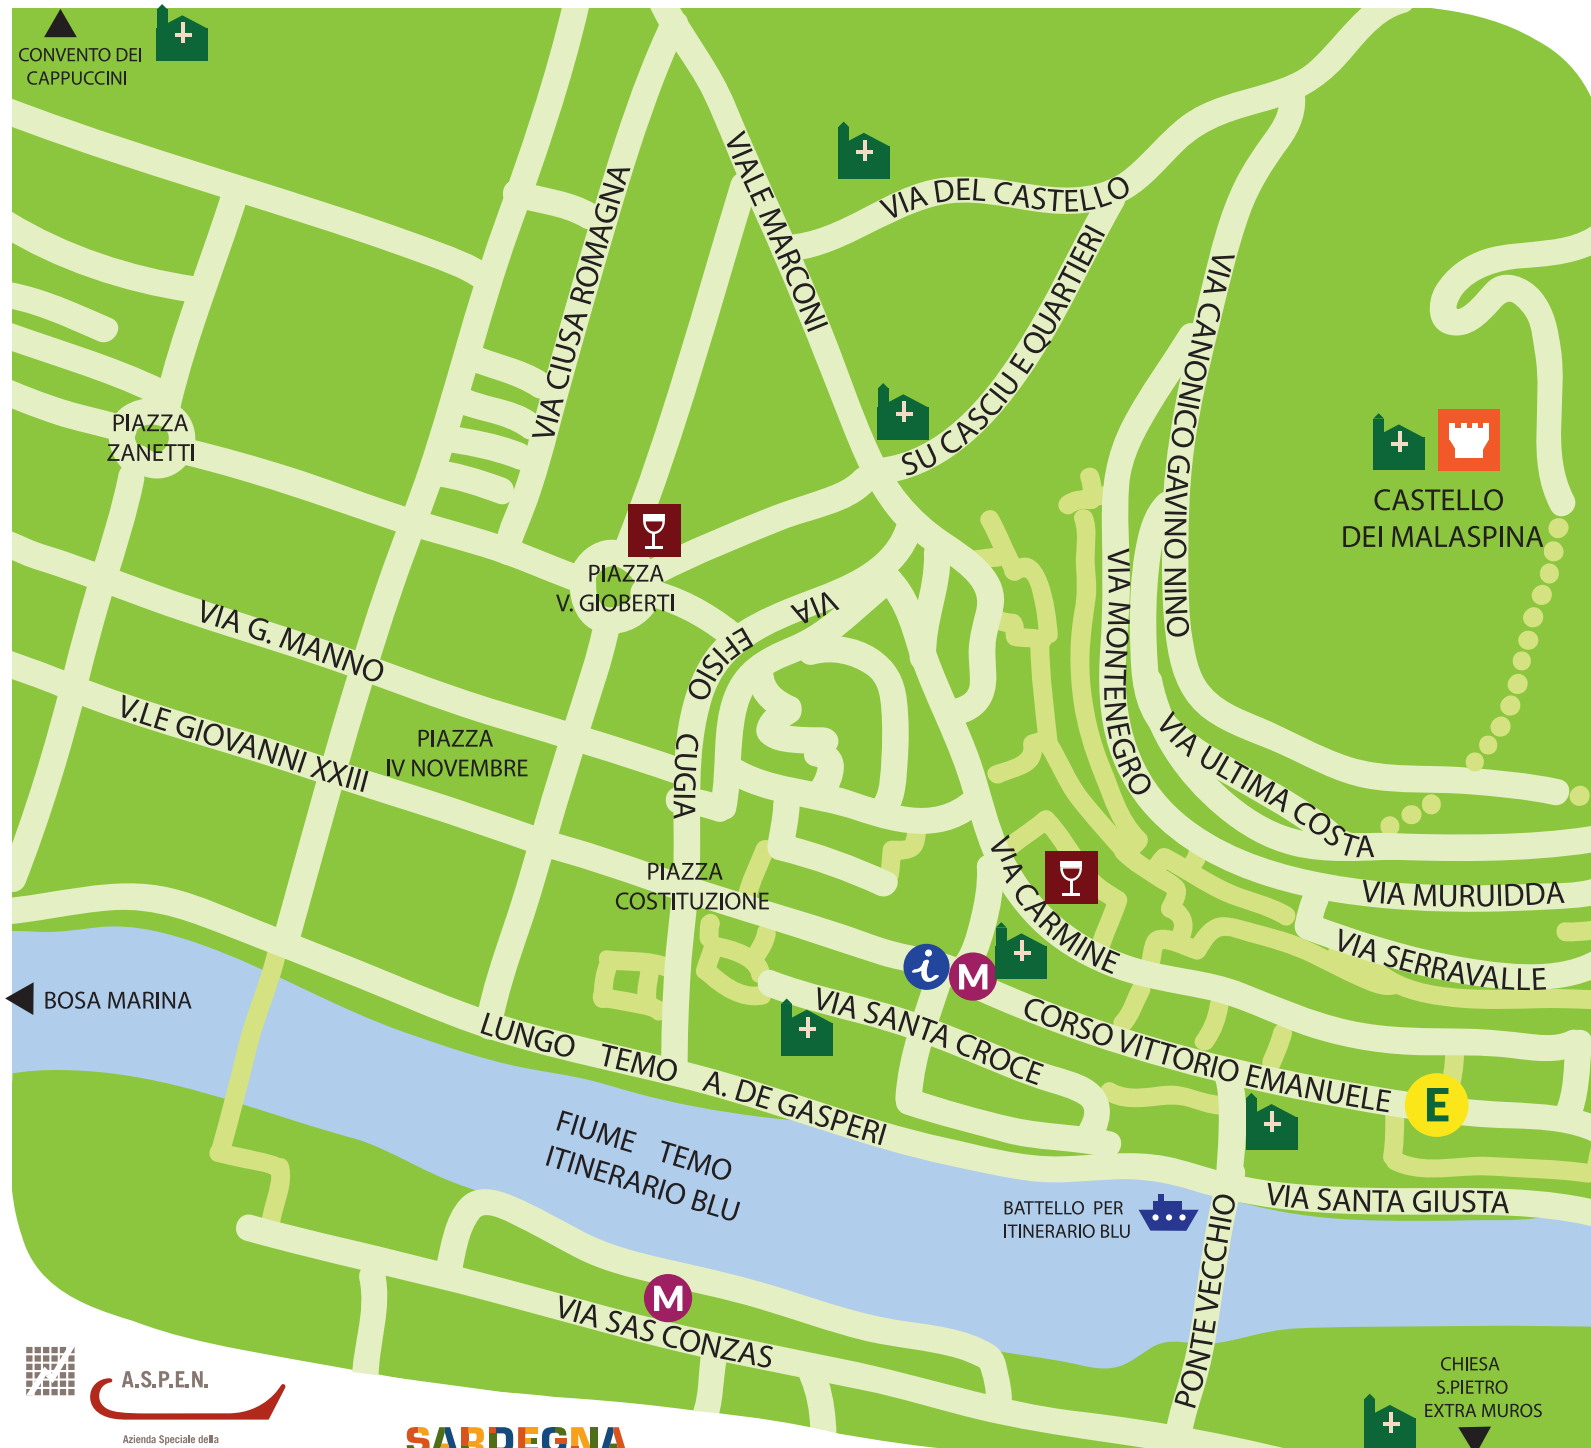 CONVENTO DEI
CAPPUCCINI
VIALE MARCONI
VIA DEL CASTELLO
VIA CIUSA ROMAGNA
SU CASCIU E QUARTIERI
VIA CANONICO GAVINO NINO
PIAZZA
ZANETTI
CASTELLO
DEI MALASPINA
PIAZZA
V. GIOBERTI
VIA EFISIO CUGIA
VIA MONTENEGRO
VIA G. MANNO
V.LE GIOVANNI XXIII
PIAZZA
IV NOVEMBRE
VIA ULTIMA COSTA
PIAZZA
COSTITUZIONE
VIA CARMINE
VIA MURUIDDA
VIA SERRAVALLE
i
M
BOSA MARINA
VIA SANTA CROCE
CORSO VITTORIO EMANUELE
E
LUNGO TEMO A. DE GASPERI
FIUME TEMO
ITINERARIO BLU
BATTELLO PER
ITINERARIO BLU
VIA SANTA GIUSTA
PONTE VECCHIO
M
VIA SAS CONZAS
CHIESA
S.PIETRO
EXTRA MUROS
A.S.P.E.N.
Azienda Speciale della
SARDEGNA